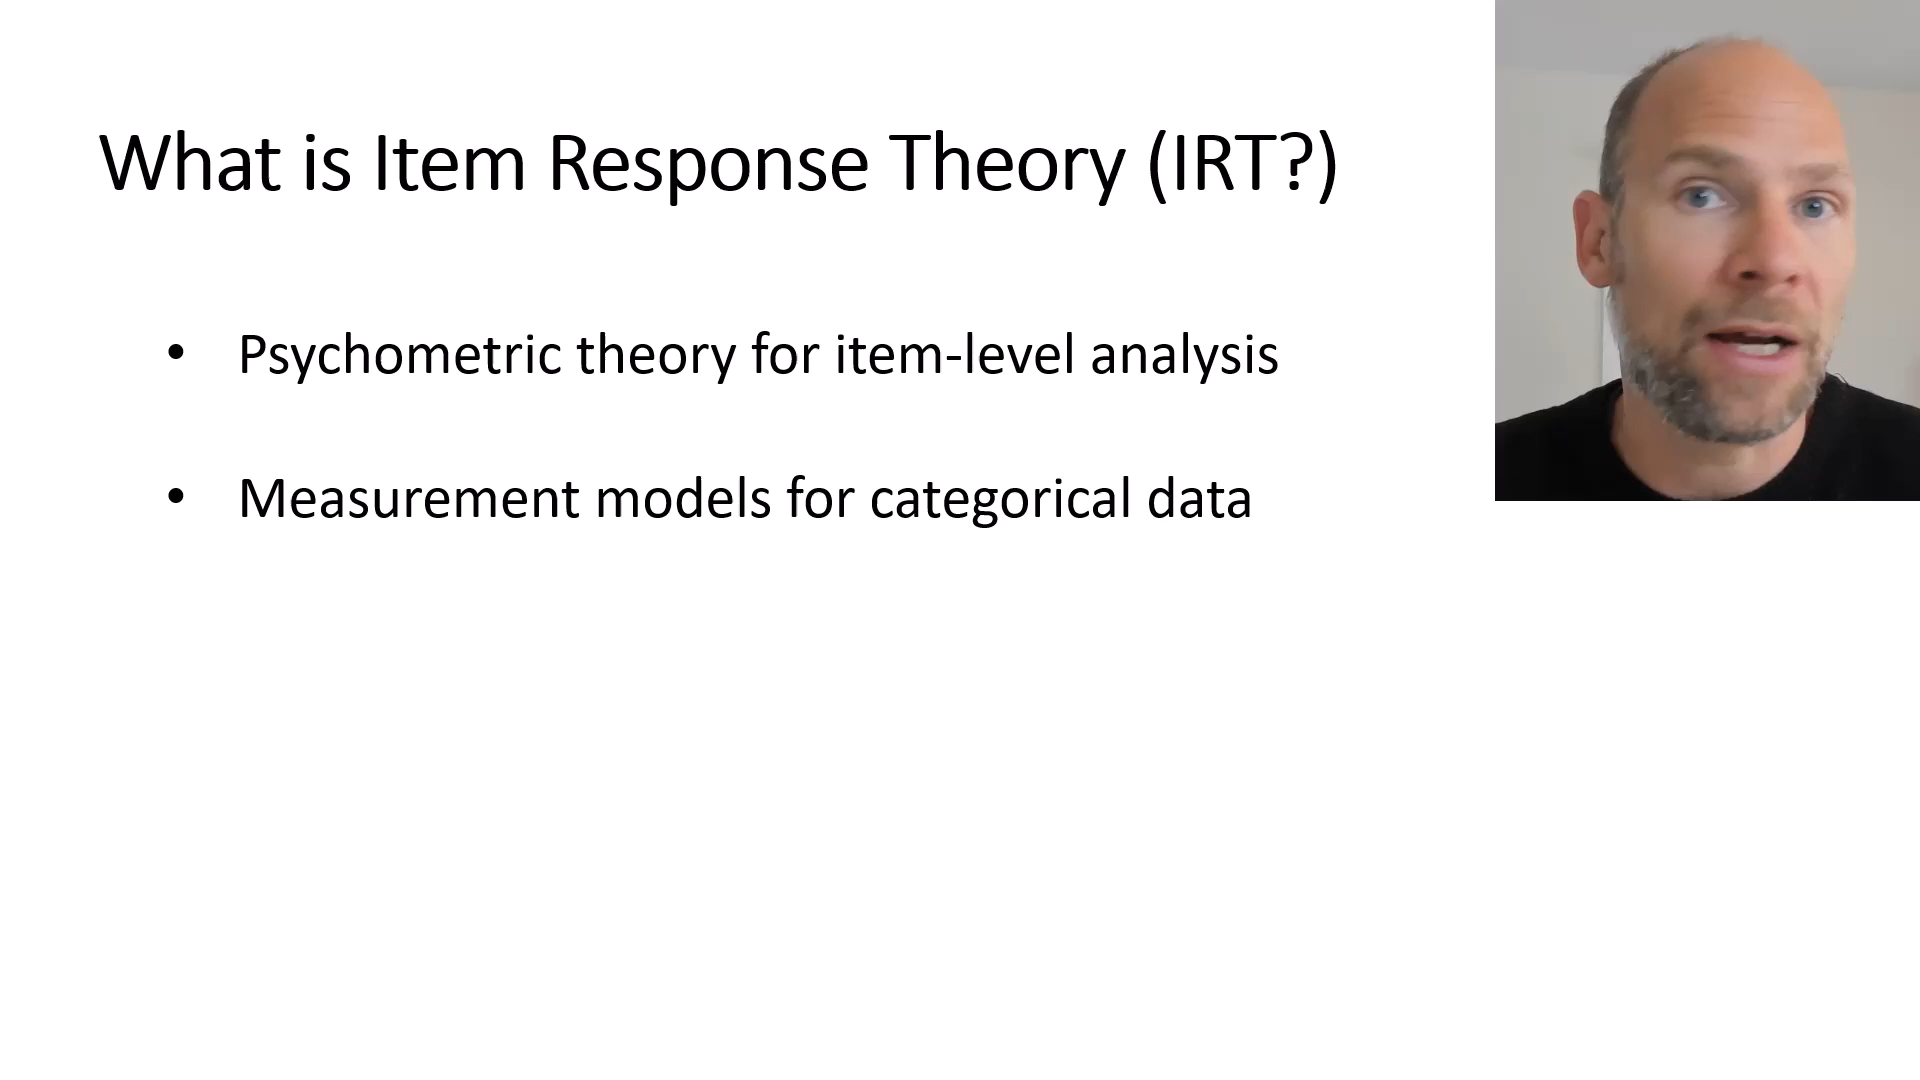 What is Item Response Theory (IRT?)
• Psychometric theory for item-level analysis
• Measurement models for categorical data